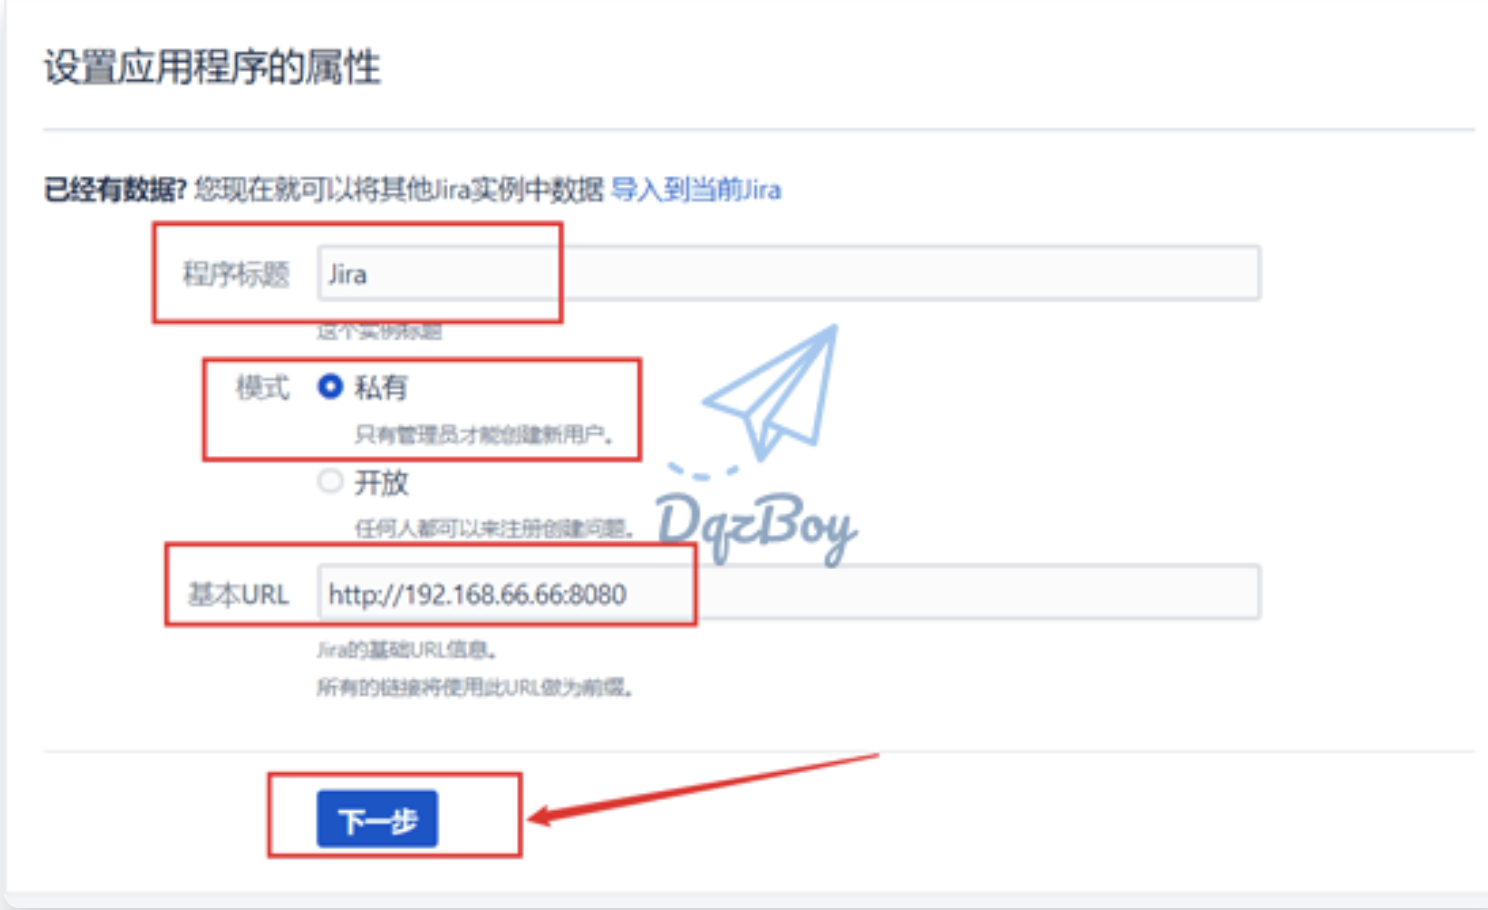 设置应用程序的属性
已经有数据? 您现在就可以将其他Jira实例中数据 导入到当前Jira
程序标题 Jira
这个实例标题
模式 私有
只有管理员才能创建新用户。
开放
任何人都可以来注册创建问题。
DqzBoy
基本URL http://192.168.66.66:8080
Jira的基础URL信息。
所有的链接将使用此URL做为前缀。
下一步